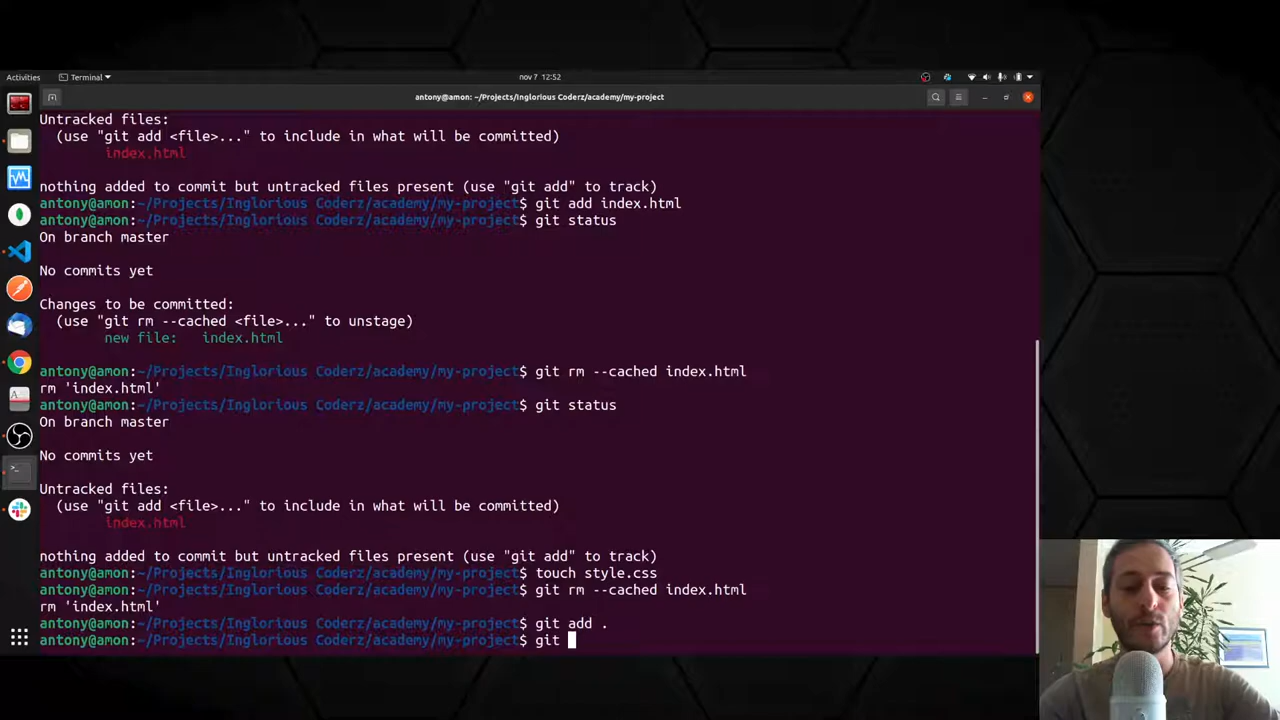 Activities
Terminal
nov 7 12:52
antony@amon: ~/Projects/Inglorious Coderz/academy/my-project
Untracked files:
(use "git add <file>..." to include in what will be committed)
index.html
nothing added to commit but untracked files present (use "git add" to track)
antony@amon:~/Projects/Inglorious Coderz/academy/my-project$ git add index.html
antony@amon:~/Projects/Inglorious Coderz/academy/my-project$ git status
On branch master
No commits yet
Changes to be committed:
(use "git rm --cached <file>..." to unstage)
new file:   index.html
antony@amon:~/Projects/Inglorious Coderz/academy/my-project$ git rm --cached index.html
rm 'index.html'
antony@amon:~/Projects/Inglorious Coderz/academy/my-project$ git status
On branch master
No commits yet
Untracked files:
(use "git add <file>..." to include in what will be committed)
index.html
nothing added to commit but untracked files present (use "git add" to track)
antony@amon:~/Projects/Inglorious Coderz/academy/my-project$ touch style.css
antony@amon:~/Projects/Inglorious Coderz/academy/my-project$ git rm --cached index.html
rm 'index.html'
antony@amon:~/Projects/Inglorious Coderz/academy/my-project$ git add .
antony@amon:~/Projects/Inglorious Coderz/academy/my-project$ git